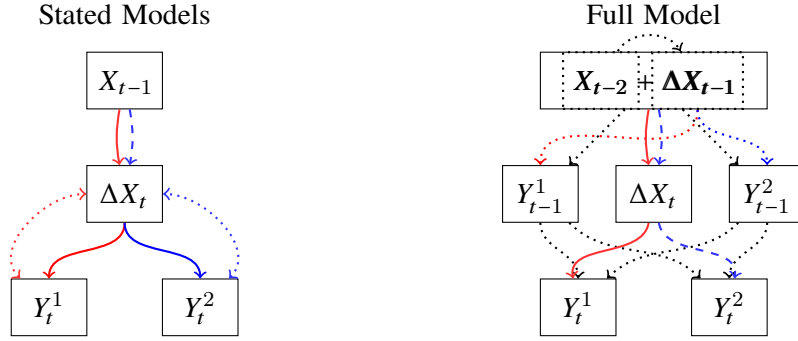 Stated Models
Full Model
X_{t−1}
X_{t−2} + ΔX_{t−1}
ΔX_t
Y^1_{t−1}
ΔX_t
Y^2_{t−1}
Y^1_t
Y^2_t
Y^1_t
Y^2_t